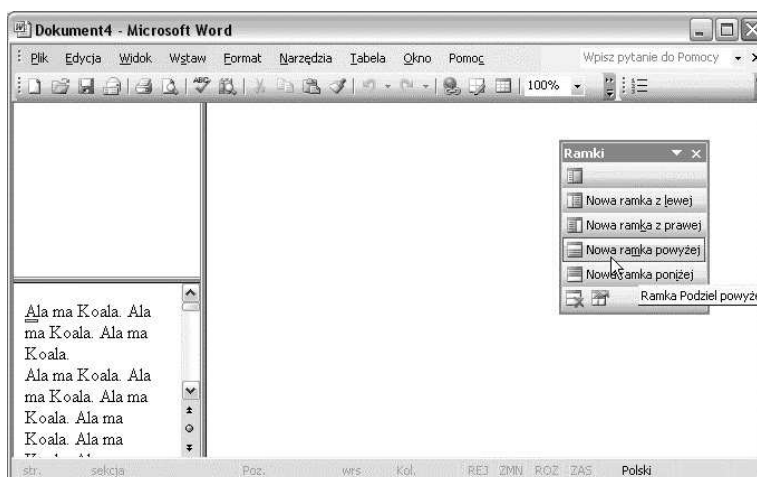 Dokument4 - Microsoft Word
Plik Edycja Widok Wstaw Format Narzędzia Tabela Okno Pomoc Wpisz pytanie do Pomocy
100%
Ramki
Nowa ramka z lewej
Nowa ramka z prawej
Nowa ramka powyżej
Nowa ramka poniżej
Ramka Podziel powyże
Ala ma Koala. Ala
ma Koala. Ala ma
Koala.
Ala ma Koala. Ala
ma Koala. Ala ma
Koala. Ala ma
Koala. Ala ma
str. sekcja Poz. wrs Kol. REJ ZMN ROZ ZAS Polski